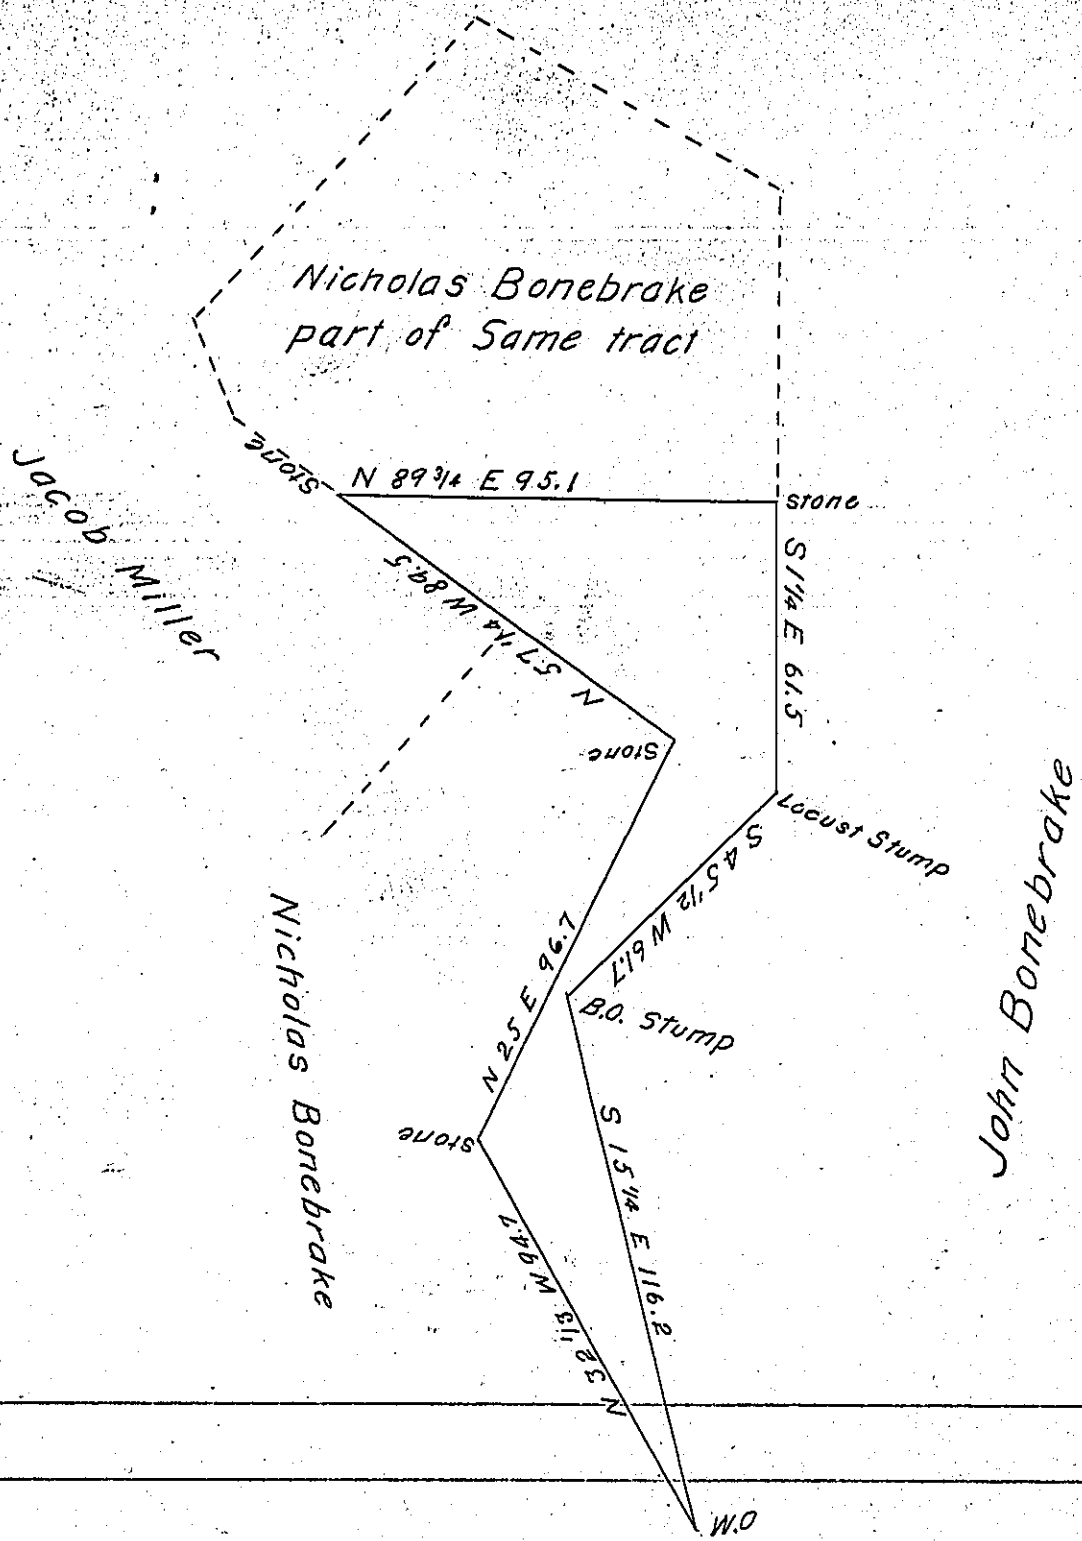 Nicholas Bonebrake
part of Same tract
Jacob Miller
stone
N 89 3/4 E 95.1
stone
S 1 1/4 E 61.5
N 57 1/4 W 89.5
stone
Locust Stump
S 45 1/2 W 61.7
John Bonebrake
B.O. Stump
N 25 E 96.7
Nicholas Bonebrake
stone
S 15 1/4 E 116.2
N 32 1/3 W 94.7
W.O